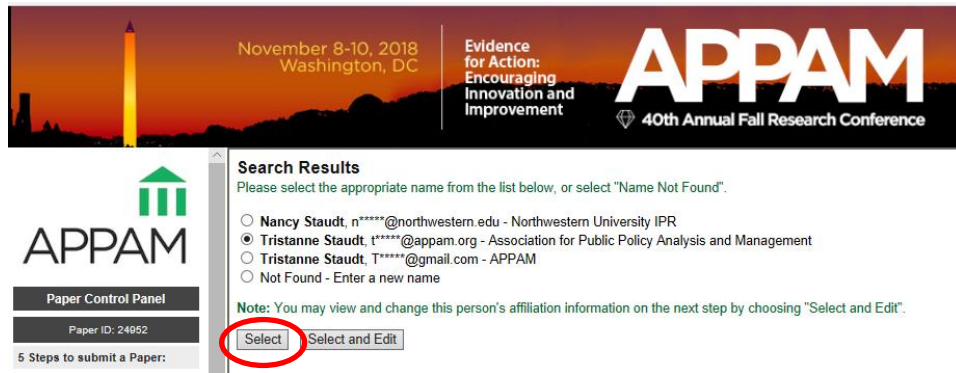 November 8-10, 2018
Washington, DC
Evidence
for Action:
Encouraging
Innovation and
Improvement
APPAM
40th Annual Fall Research Conference
APPAM
Paper Control Panel
Paper ID: 24952
5 Steps to submit a Paper:
Search Results
Please select the appropriate name from the list below, or select "Name Not Found".
Nancy Staudt, n*****@northwestern.edu - Northwestern University IPR
Tristanne Staudt, t*****@appam.org - Association for Public Policy Analysis and Management
Tristanne Staudt, T*****@gmail.com - APPAM
Not Found - Enter a new name
Note: You may view and change this person's affiliation information on the next step by choosing "Select and Edit".
Select
Select and Edit